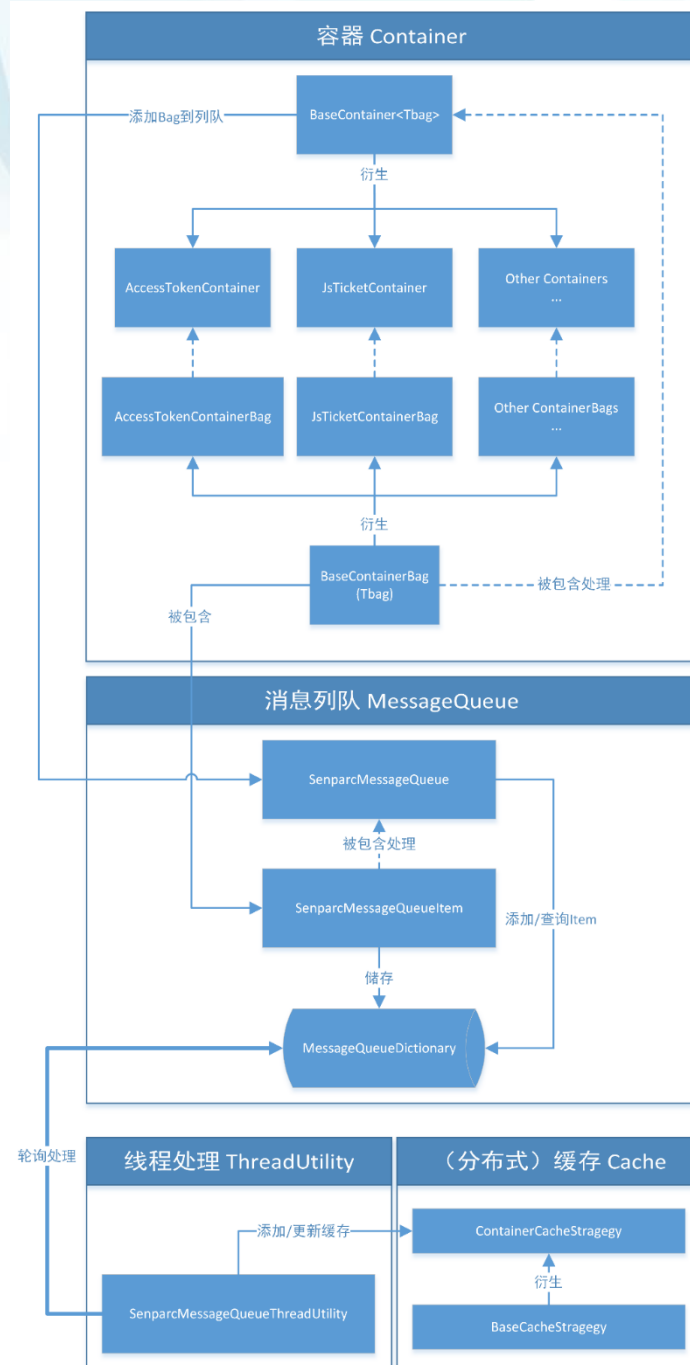 容器 Container
BaseContainer<Tbag>
添加Bag到列队
衍生
AccessTokenContainer
JsTicketContainer
Other Containers
...
AccessTokenContainerBag
JsTicketContainerBag
Other ContainerBags
...
衍生
BaseContainerBag
(Tbag)
被包含处理
被包含
消息列队 MessageQueue
SenparcMessageQueue
被包含处理
SenparcMessageQueueItem
添加/查询Item
储存
MessageQueueDictionary
轮询处理
线程处理 ThreadUtility
（分布式）缓存 Cache
添加/更新缓存
ContainerCacheStragegy
衍生
SenparcMessageQueueThreadUtility
BaseCacheStragegy